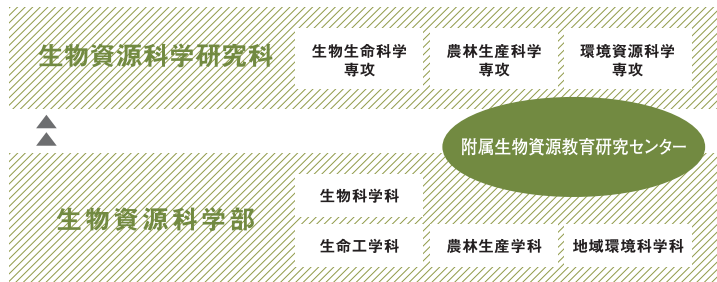 生物資源科学研究科
生物生命科学
専攻
農林生産科学
専攻
環境資源科学
専攻
附属生物資源教育研究センター
生物資源科学部
生物科学科
生命工学科
農林生産学科
地域環境科学科